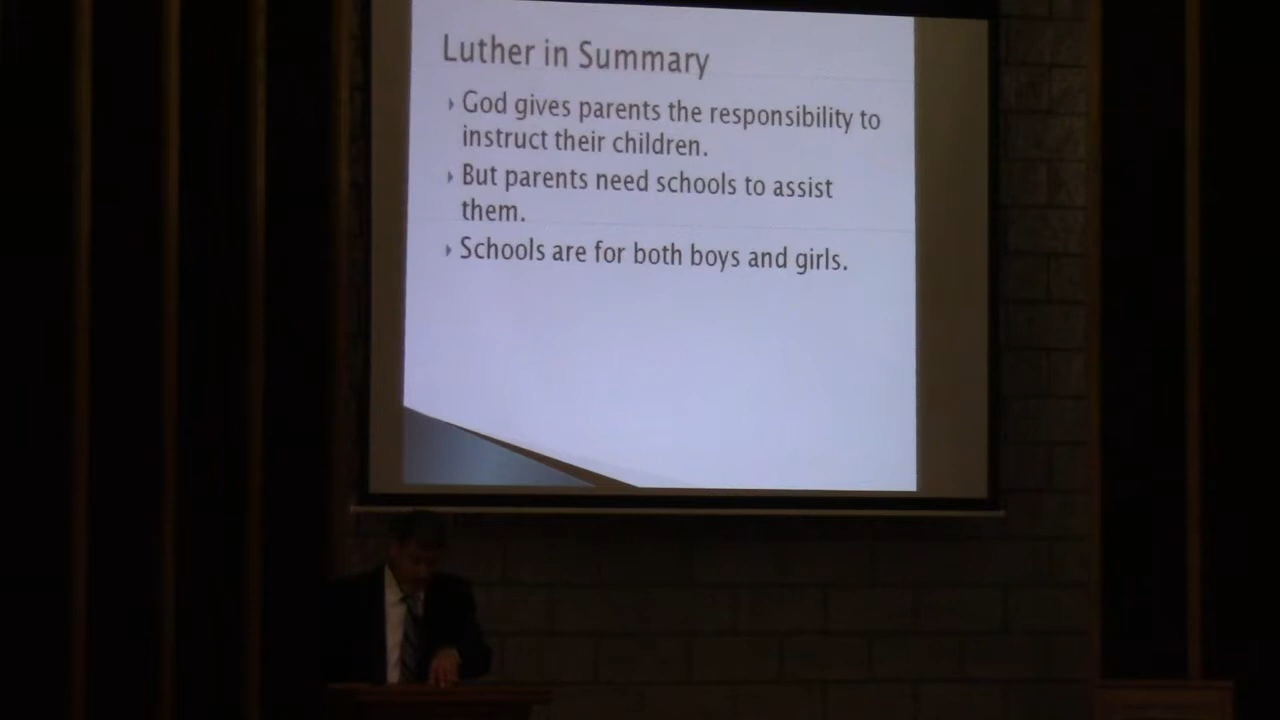 Luther in Summary
God gives parents the responsibility to
instruct their children.
But parents need schools to assist
them.
Schools are for both boys and girls.